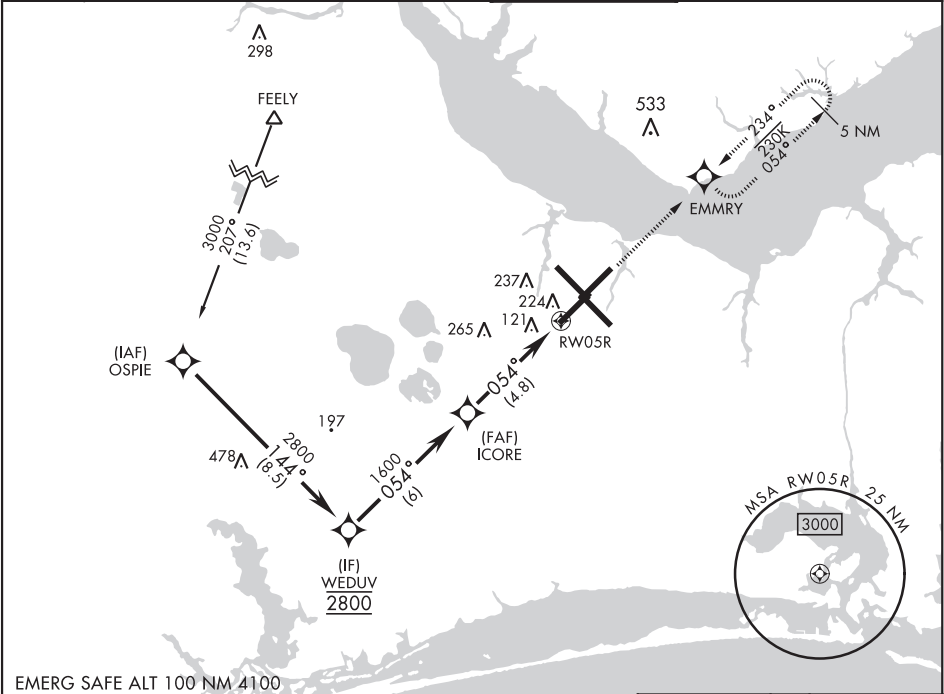 298
FEELY
533
234°
230K
054°
5 NM
EMMRY
3000
207°
(13.6)
237
224
121
265
RW05R
(IAF)
OSPIE
054°
(4.8)
(FAF)
ICORE
197
478
2800
144°
(8.5)
1600
054°
(6)
(IF)
WEDUV
2800
MSA RW05R 25 NM
3000
EMERG SAFE ALT 100 NM 4100